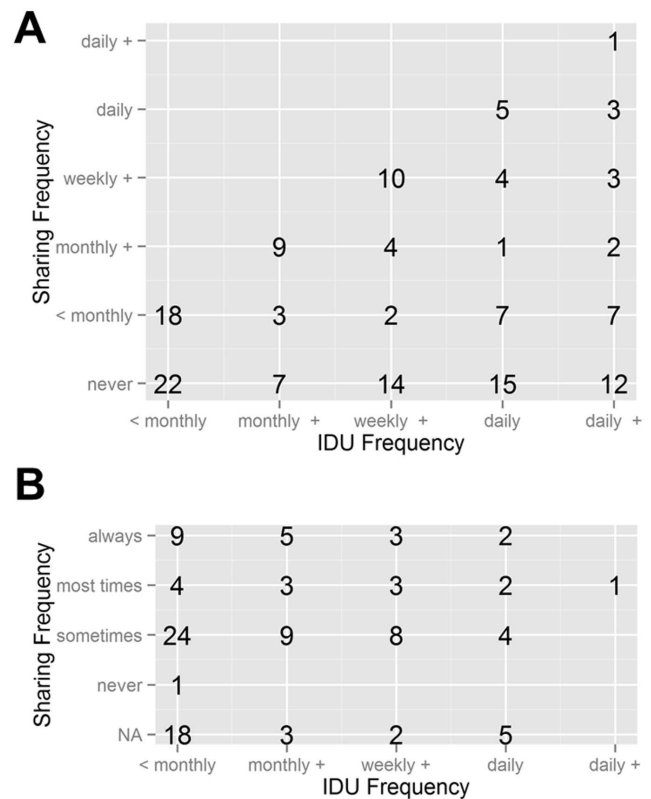 A
daily + 1
daily 5 3
weekly + 10 4 3
monthly + 9 4 1 2
< monthly 18 3 2 7 7
never 22 7 14 15 12
< monthly monthly + weekly + daily daily +
Sharing Frequency
IDU Frequency
B
always 9 5 3 2
most times 4 3 3 2 1
sometimes 24 9 8 4
never 1
NA 18 3 2 5
< monthly monthly + weekly + daily daily +
Sharing Frequency
IDU Frequency